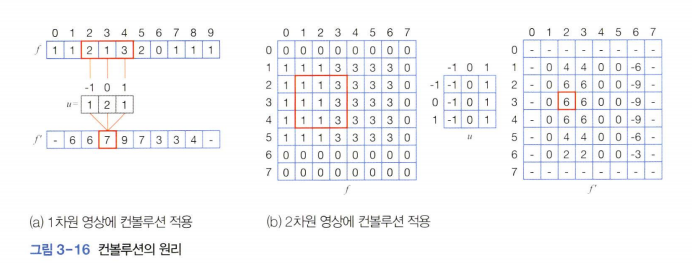 0 1 2 3 4 5 6 7 8 9
f 1 1 2 1 3 2 0 1 1 1
-1 0 1
u= 1 2 1
f' - 6 6 7 9 7 3 3 4 -
(a) 1차원 영상에 컨볼루션 적용
0 1 2 3 4 5 6 7
0 0 0 0 0 0 0 0 0
1 1 1 1 3 3 3 3 0
2 1 1 1 3 3 3 3 0
3 1 1 1 3 3 3 3 0
4 1 1 1 3 3 3 3 0
5 1 1 1 3 3 3 3 0
6 0 0 0 0 0 0 0 0
7 0 0 0 0 0 0 0 0
f
-1 0 1
-1 -1 0 1
0 -1 0 1
1 -1 0 1
u
0 1 2 3 4 5 6 7
0 - - - - - - - -
1 - 0 4 4 0 0 -6 -
2 - 0 6 6 0 0 -9 -
3 - 0 6 6 0 0 -9 -
4 - 0 6 6 0 0 -9 -
5 - 0 4 4 0 0 -6 -
6 - 0 2 2 0 0 -3 -
7 - - - - - - - -
f'
(b) 2차원 영상에 컨볼루션 적용
그림 3-16 컨볼루션의 원리